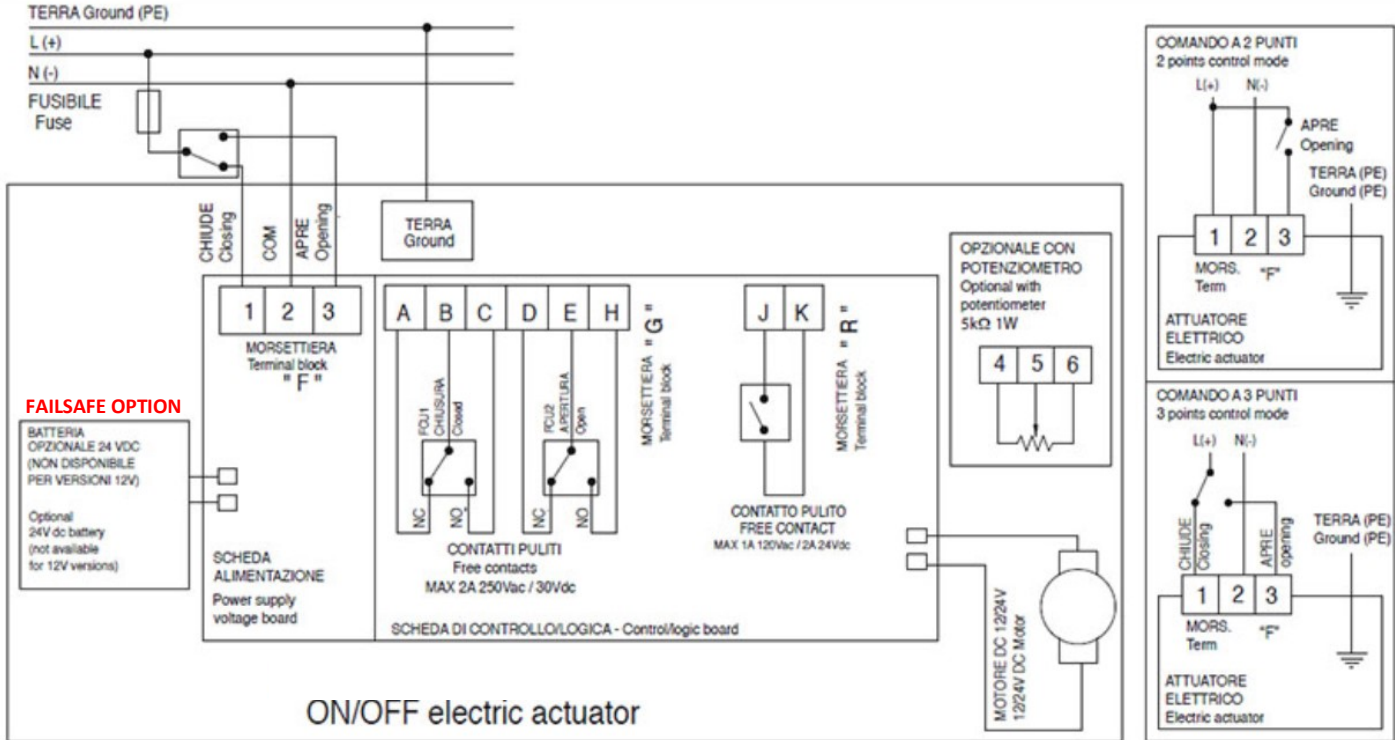 TERRA Ground (PE)
L (+)
N (-)
FUSIBILE
Fuse
CHIUDE
Closing
COM
APRE
Opening
TERRA
Ground
1 2 3
MORSETTIERA
Terminal block
"F"
FAILSAFE OPTION
BATTERIA
OPZIONALE 24 VDC
(NON DISPONIBILE
PER VERSIONI 12V)
Optional
24V dc battery
(not available
for 12V versions)
SCHEDA
ALIMENTAZIONE
Power supply
voltage board
A B C D E H
MORSETTIERA "G"
Terminal block
FCU1
CHIUSURA
Closed
FCU2
APERTURA
Open
NC
NO
NC
NO
CONTATTI PULITI
Free contacts
MAX 2A 250Vac / 30Vdc
J K
MORSETTIERA "R"
Terminal block
CONTATTO PULITO
FREE CONTACT
MAX 1A 120Vac / 2A 24Vdc
SCHEDA DI CONTROLLO/LOGICA - Control/logic board
OPZIONALE CON
POTENZIOMETRO
Optional with
potentiometer
5kΩ 1W
4 5 6
MOTORE DC 12/24V
12/24V DC Motor
ON/OFF electric actuator
COMANDO A 2 PUNTI
2 points control mode
L(+) N(-)
APRE
Opening
TERRA (PE)
Ground (PE)
1 2 3
MORS. "F"
Term
ATTUATORE
ELETTRICO
Electric actuator
COMANDO A 3 PUNTI
3 points control mode
L(+) N(-)
CHIUDE
Closing
APRE
opening
TERRA (PE)
Ground (PE)
1 2 3
MORS. "F"
Term
ATTUATORE
ELETTRICO
Electric actuator